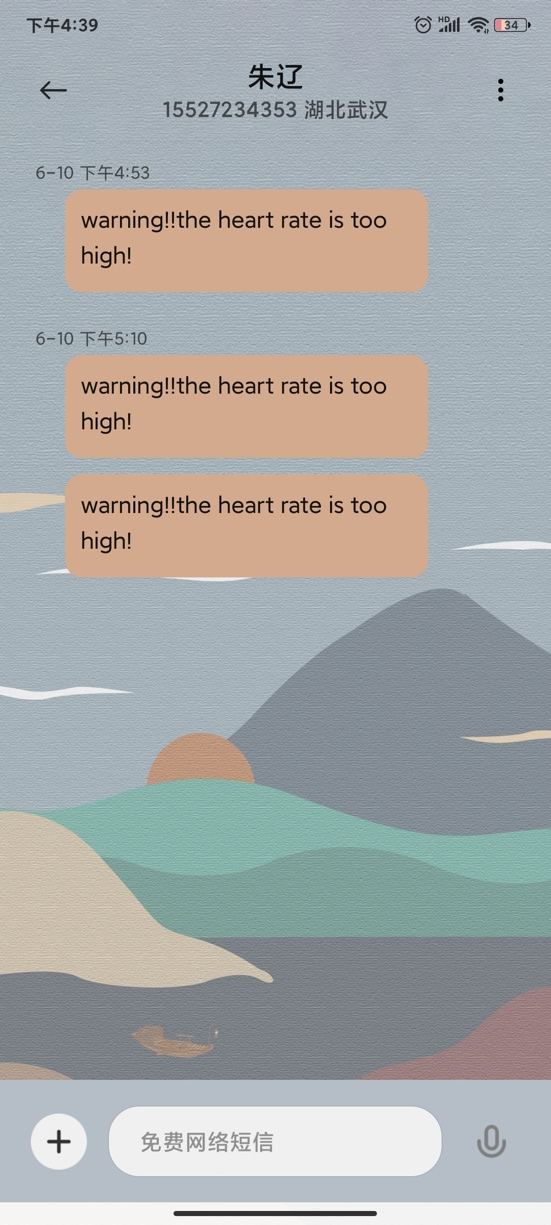 下午4:39
HD
34
朱辽
15527234353 湖北武汉
6-10 下午4:53
warning!!the heart rate is too
high!
6-10 下午5:10
warning!!the heart rate is too
high!
warning!!the heart rate is too
high!
免费网络短信